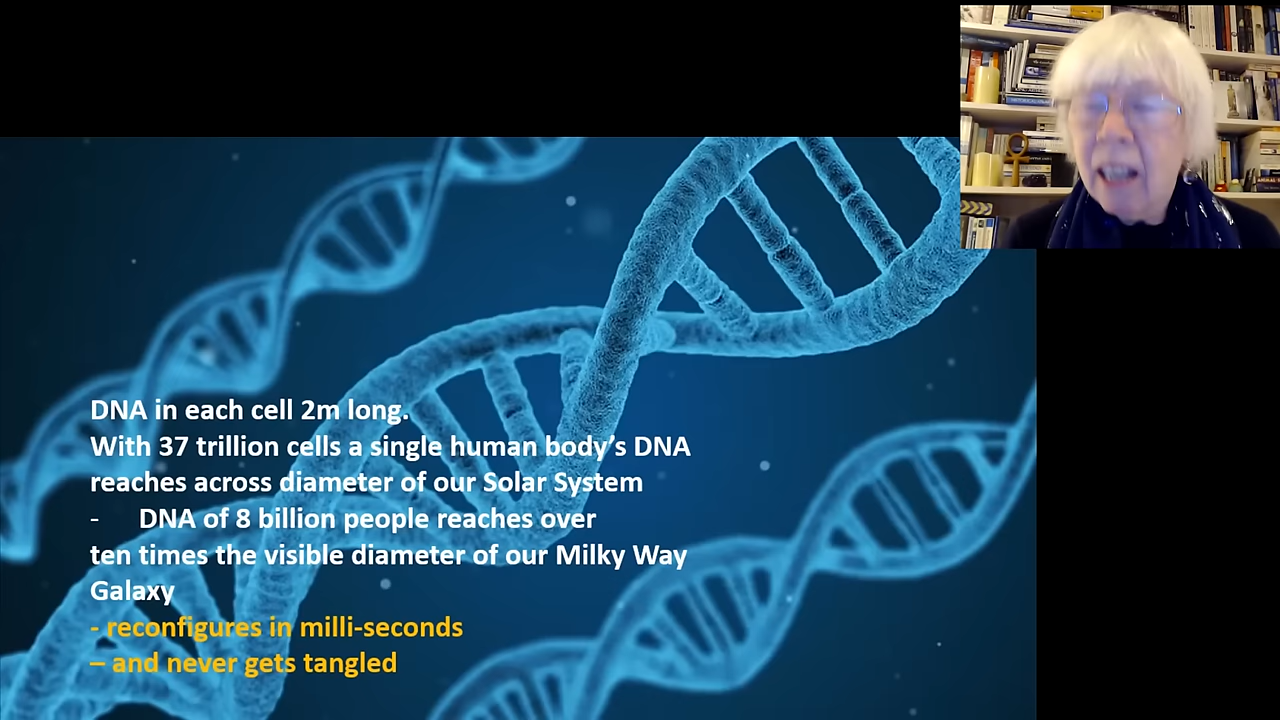 DNA in each cell 2m long.
With 37 trillion cells a single human body’s DNA
reaches across diameter of our Solar System
- DNA of 8 billion people reaches over
ten times the visible diameter of our Milky Way
Galaxy
- reconfigures in milli-seconds
– and never gets tangled